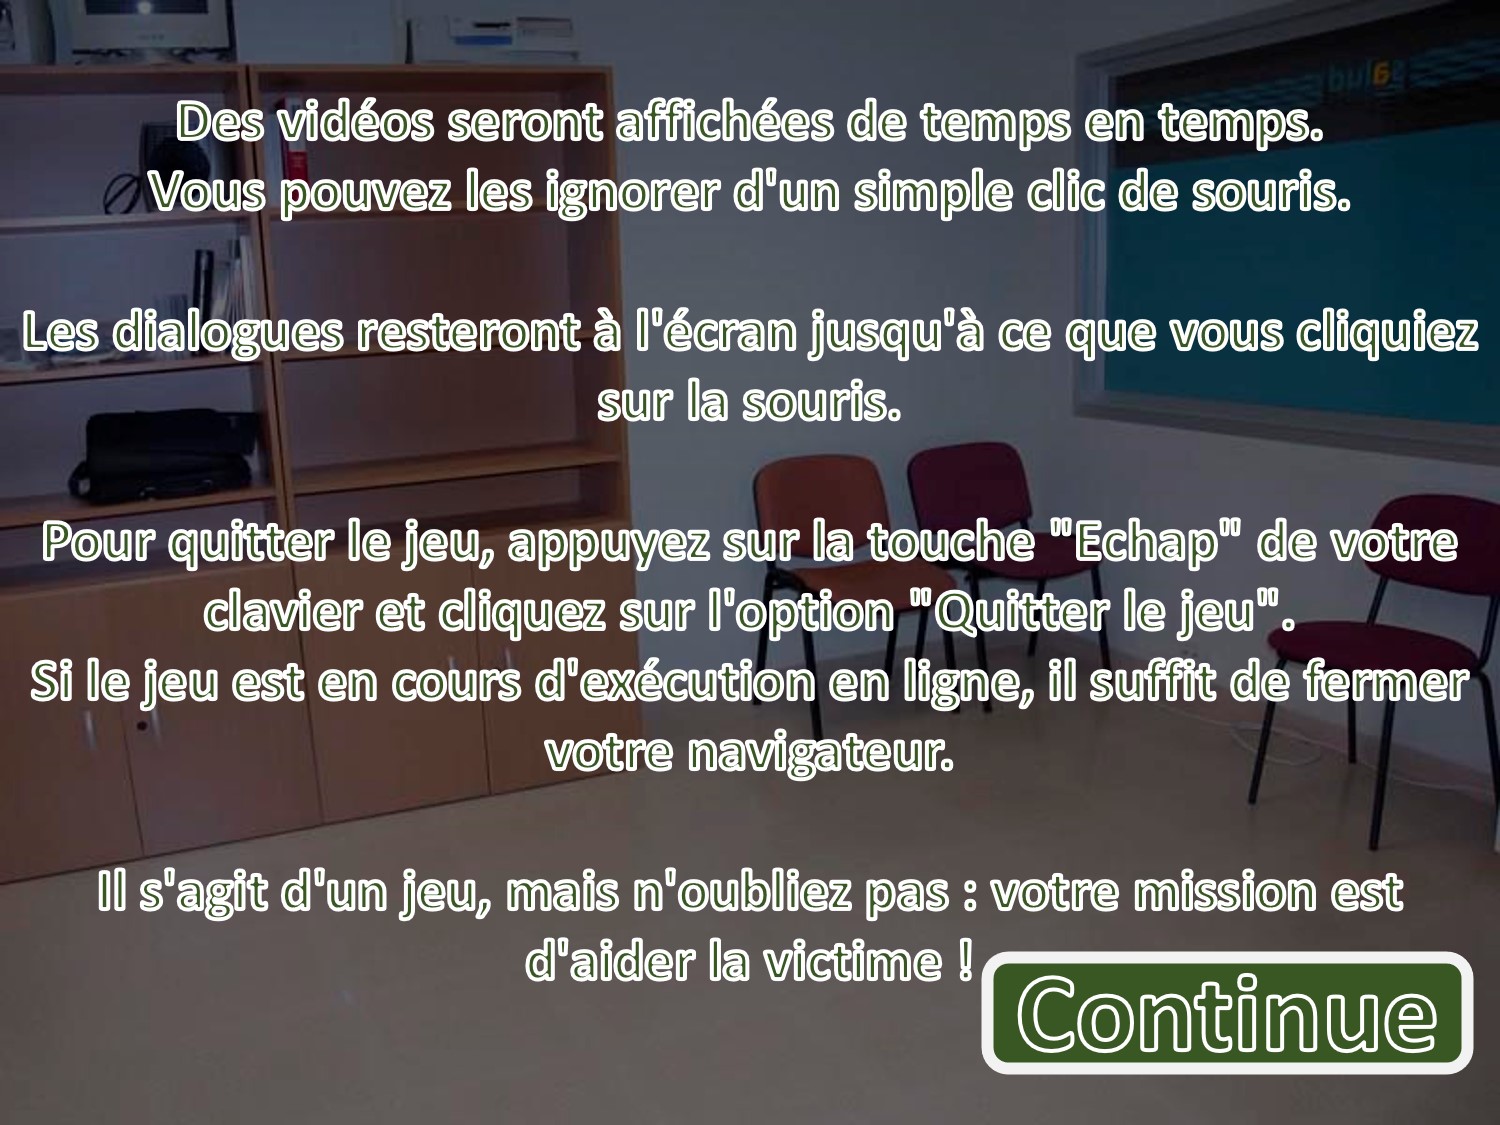 Des vidéos seront affichées de temps en temps.
Vous pouvez les ignorer d'un simple clic de souris.
Les dialogues resteront à l'écran jusqu'à ce que vous cliquiez
sur la souris.
Pour quitter le jeu, appuyez sur la touche "Echap" de votre
clavier et cliquez sur l'option "Quitter le jeu".
Si le jeu est en cours d'exécution en ligne, il suffit de fermer
votre navigateur.
Il s'agit d'un jeu, mais n'oubliez pas : votre mission est
d'aider la victime !
Continue